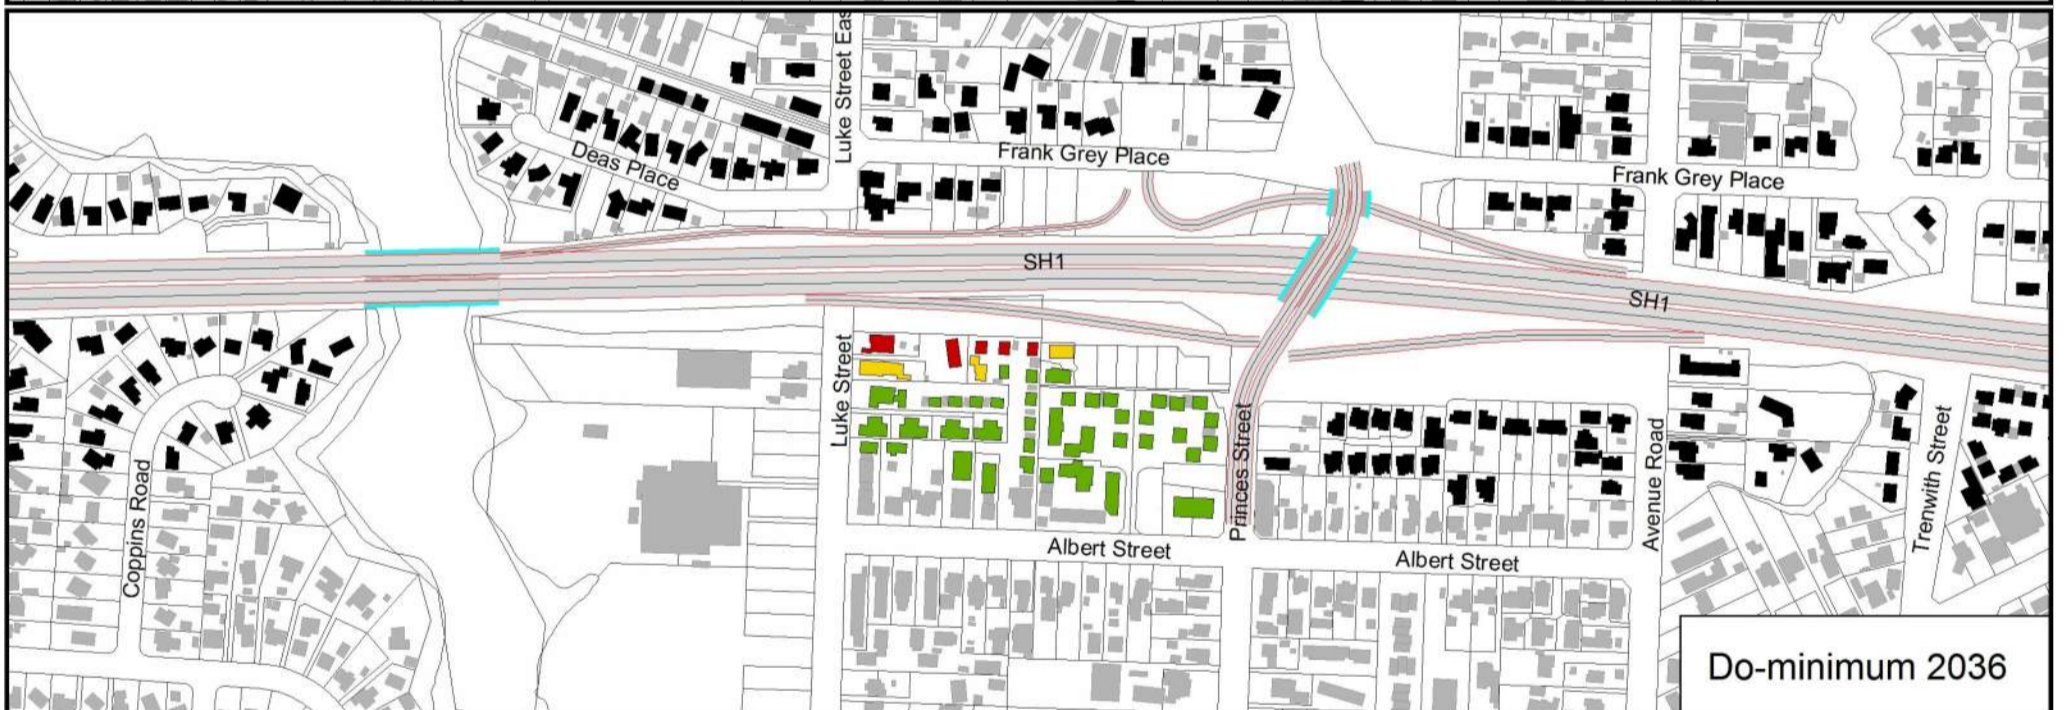 Luke Street Eas
Frank Grey Place
Deas Place
Frank Grey Place
SH1
SH1
Luke Street
Princes Street
Avenue Road
Trenwith Street
Coppins Road
Albert Street
Albert Street
Do-minimum 2036